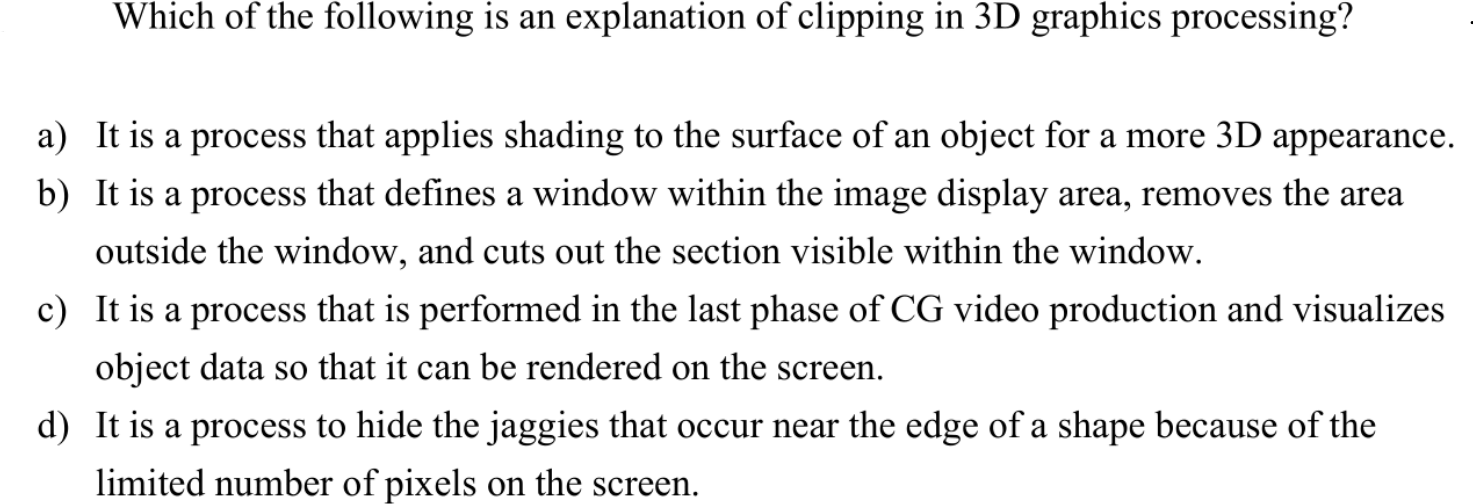 Which of the following is an explanation of clipping in 3D graphics processing?
a) It is a process that applies shading to the surface of an object for a more 3D appearance.
b) It is a process that defines a window within the image display area, removes the area
outside the window, and cuts out the section visible within the window.
c) It is a process that is performed in the last phase of CG video production and visualizes
object data so that it can be rendered on the screen.
d) It is a process to hide the jaggies that occur near the edge of a shape because of the
limited number of pixels on the screen.